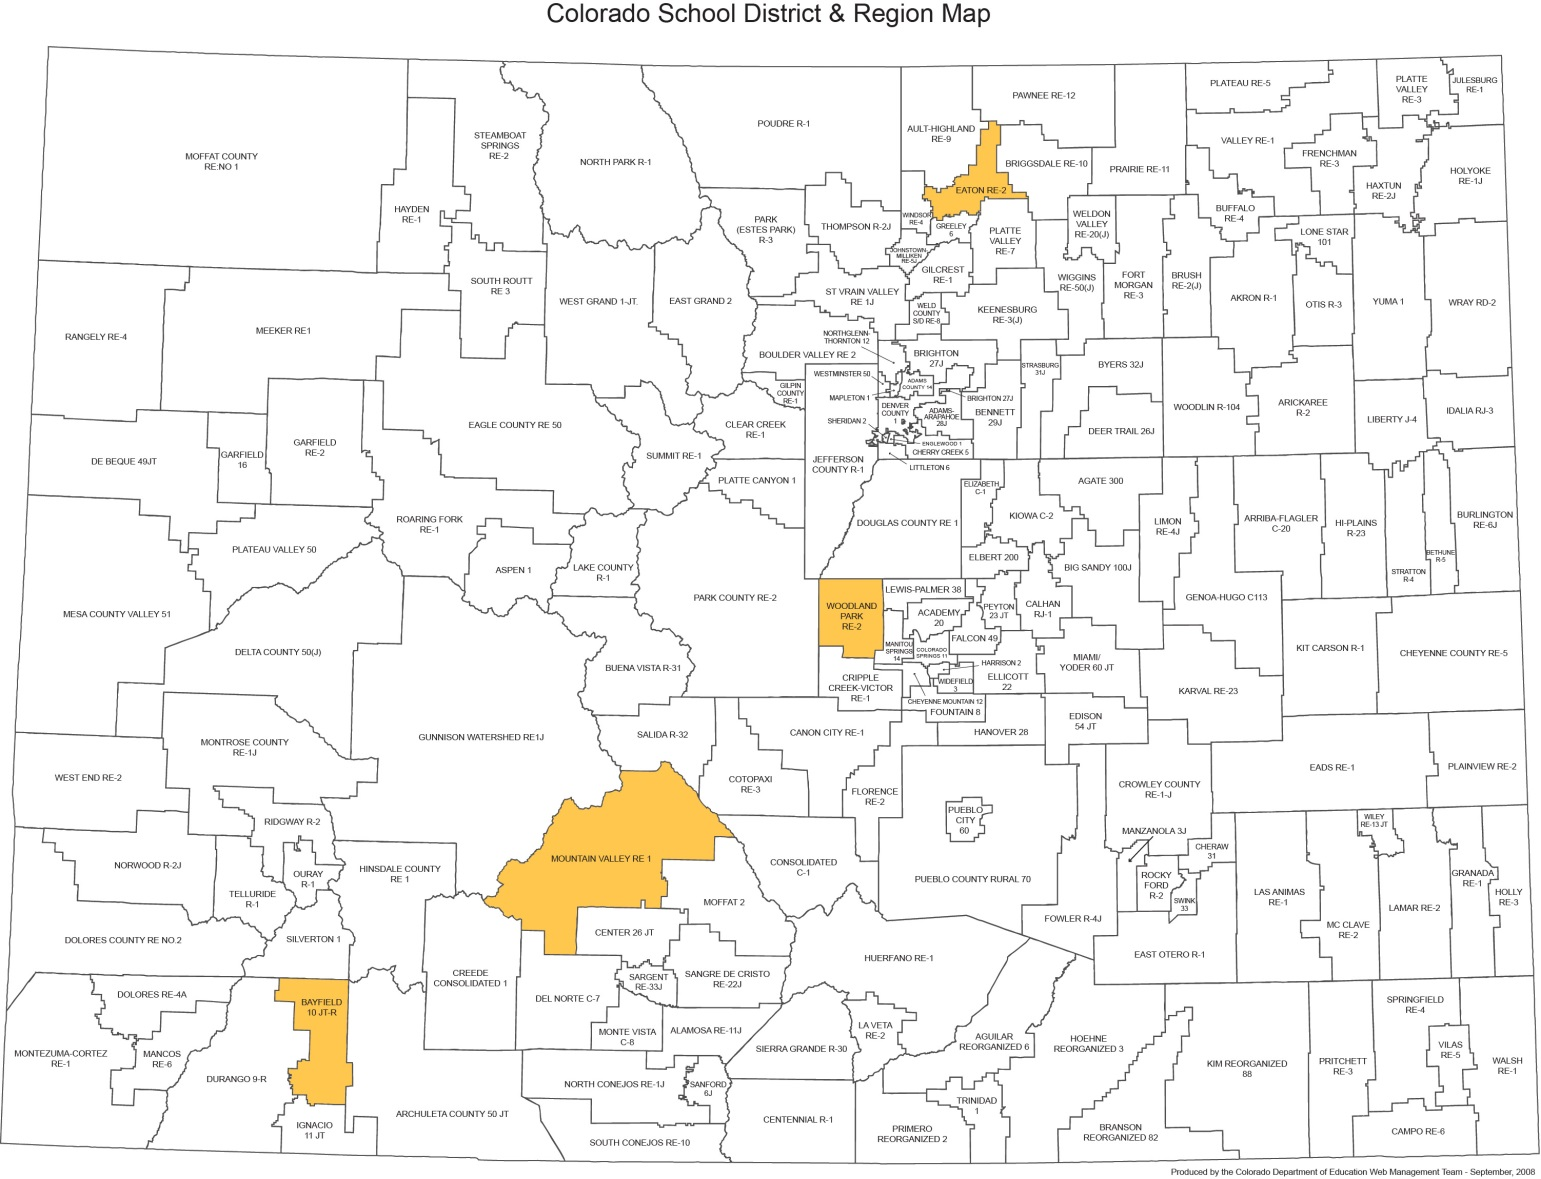 Colorado School District & Region Map
MOFFAT COUNTY
RE:NO 1
HAYDEN
RE-1
STEAMBOAT
SPRINGS
RE-2
NORTH PARK R-1
POUDRE R-1
AULT-HIGHLAND
RE-9
PAWNEE RE-12
BRIGGSDALE RE-10
PRAIRIE RE-11
EATON RE-2
PLATEAU RE-5
VALLEY RE-1
FRENCHMAN
RE-3
BUFFALO
RE-4
PLATTE
VALLEY
RE-3
JULESBURG
RE-1
HAXTUN
RE-2J
HOLYOKE
RE-1J
PARK
(ESTES PARK)
R-3
THOMPSON R-2J
WINDSOR
RE-4
GREELEY
6
PLATTE
VALLEY
RE-7
WELDON
VALLEY
RE-20(J)
LONE STAR
101
JOHNSTOWN-
MILLIKEN
RE-5J
GILCREST
RE-1
WIGGINS
RE-50(J)
FORT
MORGAN
RE-3
BRUSH
RE-2(J)
AKRON R-1
OTIS R-3
YUMA 1
WRAY RD-2
SOUTH ROUTT
RE 3
WEST GRAND 1-JT.
EAST GRAND 2
ST VRAIN VALLEY
RE 1J
WELD
COUNTY
S/D RE-8
KEENESBURG
RE-3(J)
RANGELY RE-4
MEEKER RE1
NORTHGLENN-
THORNTON 12
BOULDER VALLEY RE 2
BRIGHTON
27J
STRASBURG
31J
BYERS 32J
WESTMINSTER 50
ADAMS
COUNTY 14
GILPIN
COUNTY
RE-1
MAPLETON 1
BRIGHTON 27J
DENVER
COUNTY
1
ADAMS-
ARAPAHOE
28J
BENNETT
29J
WOODLIN R-104
ARICKAREE
R-2
LIBERTY J-4
IDALIA RJ-3
SHERIDAN 2
DEER TRAIL 26J
EAGLE COUNTY RE 50
CLEAR CREEK
RE-1
ENGLEWOOD 1
CHERRY CREEK 5
LITTLETON 6
JEFFERSON
COUNTY R-1
SUMMIT RE-1
PLATTE CANYON 1
DE BEQUE 49JT
GARFIELD
16
GARFIELD
RE-2
ROARING FORK
RE-1
ELIZABETH
C-1
AGATE 300
KIOWA C-2
DOUGLAS COUNTY RE 1
LIMON
RE-4J
ARRIBA-FLAGLER
C-20
HI-PLAINS
R-23
STRATTON
R-4
BETHUNE
R-5
BURLINGTON
RE-6J
PLATEAU VALLEY 50
ASPEN 1
LAKE COUNTY
R-1
ELBERT 200
BIG SANDY 100J
PARK COUNTY RE-2
MESA COUNTY VALLEY 51
WOODLAND
PARK
RE-2
LEWIS-PALMER 38
ACADEMY
20
PEYTON
23 JT
CALHAN
RJ-1
GENOA-HUGO C113
FALCON 49
MANITOU
SPRINGS
14
COLORADO
SPRINGS 11
DELTA COUNTY 50(J)
BUENA VISTA R-31
KIT CARSON R-1
CHEYENNE COUNTY RE-5
MIAMI/
YODER 60 JT
HARRISON 2
ELLICOTT
22
WIDEFIELD
3
CRIPPLE
CREEK-VICTOR
RE-1
KARVAL RE-23
CHEYENNE MOUNTAIN 12
FOUNTAIN 8
EDISON
54 JT
HANOVER 28
GUNNISON WATERSHED RE1J
SALIDA R-32
CANON CITY RE-1
MONTROSE COUNTY
RE-1J
WEST END RE-2
COTOPAXI
RE-3
FLORENCE
RE-2
PUEBLO
CITY
60
CROWLEY COUNTY
RE-1-J
EADS RE-1
PLAINVIEW RE-2
RIDGWAY R-2
MANZANOLA 3J
WILEY
RE-13 JT
CHERAW
31
NORWOOD R-2J
TELLURIDE
R-1
OURAY
R-1
HINSDALE COUNTY
RE 1
MOUNTAIN VALLEY RE 1
CONSOLIDATED
C-1
PUEBLO COUNTY RURAL 70
ROCKY
FORD
R-2
SWINK
33
LAS ANIMAS
RE-1
GRANADA
RE-1
HOLLY
RE-3
LAMAR RE-2
MC CLAVE
RE-2
MOFFAT 2
FOWLER R-4J
DOLORES COUNTY RE NO.2
SILVERTON 1
CENTER 26 JT
EAST OTERO R-1
HUERFANO RE-1
CREEDE
CONSOLIDATED 1
SARGENT
RE-33J
SANGRE DE CRISTO
RE-22J
DEL NORTE C-7
DOLORES RE-4A
BAYFIELD
10 JT-R
MONTE VISTA
C-8
ALAMOSA RE-11J
LA VETA
RE-2
SIERRA GRANDE R-30
AGUILAR
REORGANIZED 6
HOEHNE
REORGANIZED 3
SPRINGFIELD
RE-4
VILAS
RE-5
WALSH
RE-1
KIM REORGANIZED
88
PRITCHETT
RE-3
MONTEZUMA-CORTEZ
RE-1
MANCOS
RE-6
DURANGO 9-R
NORTH CONEJOS RE-1J
SANFORD
6J
ARCHULETA COUNTY 50 JT
IGNACIO
11 JT
SOUTH CONEJOS RE-10
CENTENNIAL R-1
TRINIDAD
1
PRIMERO
REORGANIZED 2
BRANSON
REORGANIZED 82
CAMPO RE-6
Produced by the Colorado Department of Education Web Management Team - September, 2008